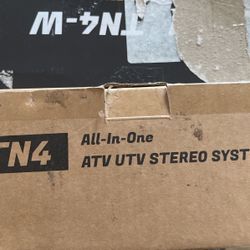 TN4-W
TN4
All-In-One
ATV UTV STEREO SYST